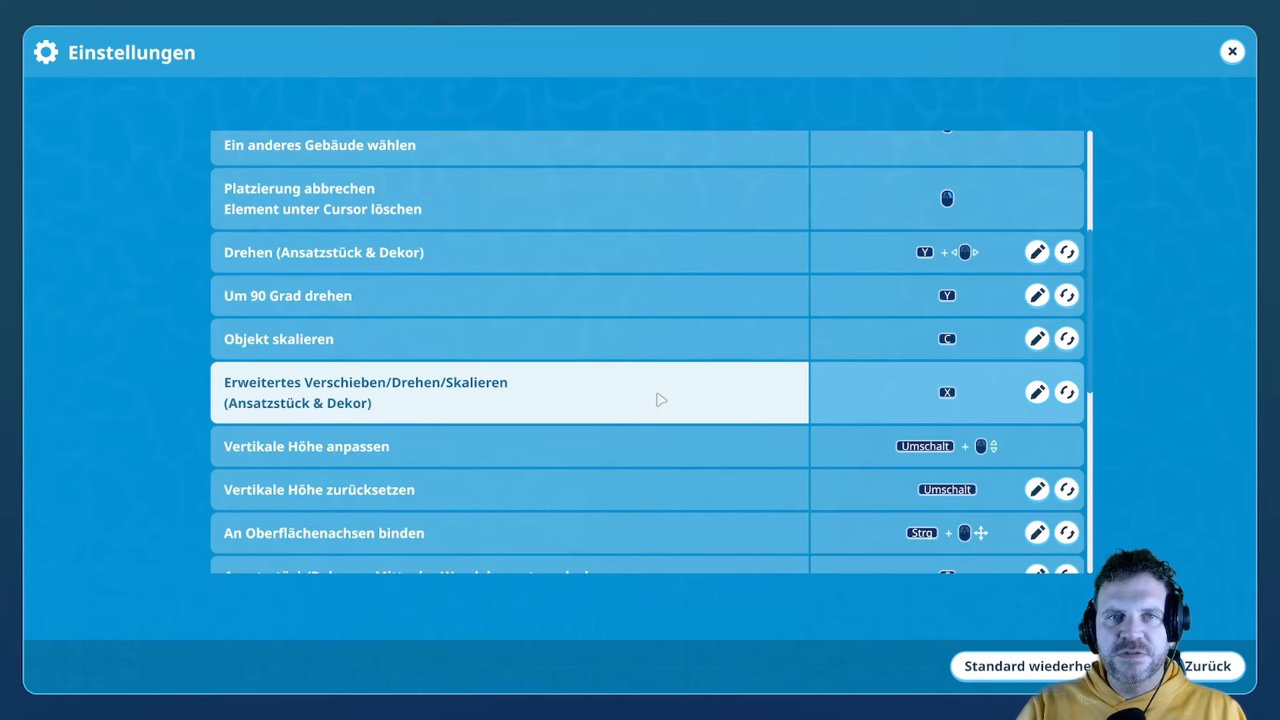 Einstellungen
Ein anderes Gebäude wählen
Platzierung abbrechen
Element unter Cursor löschen
Drehen (Ansatzstück & Dekor)
Y +
Um 90 Grad drehen
Y
Objekt skalieren
C
Erweitertes Verschieben/Drehen/Skalieren
(Ansatzstück & Dekor)
X
Vertikale Höhe anpassen
Umschalt +
Vertikale Höhe zurücksetzen
Umschalt
An Oberflächenachsen binden
Strg +
Standard wiederhe
Zurück